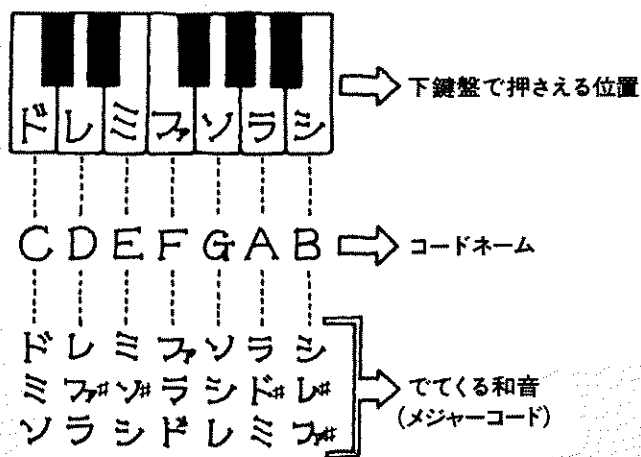 ド レ ミ ファ ソ ラ シ
下鍵盤で押さえる位置
C D E F G A B
コードネーム
ド レ ミ ファ ソ ラ シ
ミ ファ♯ ソ♯ ラ シ ド♯ レ♯
ソ ラ シ ド レ ミ ファ♯
でてくる和音
(メジャーコード)